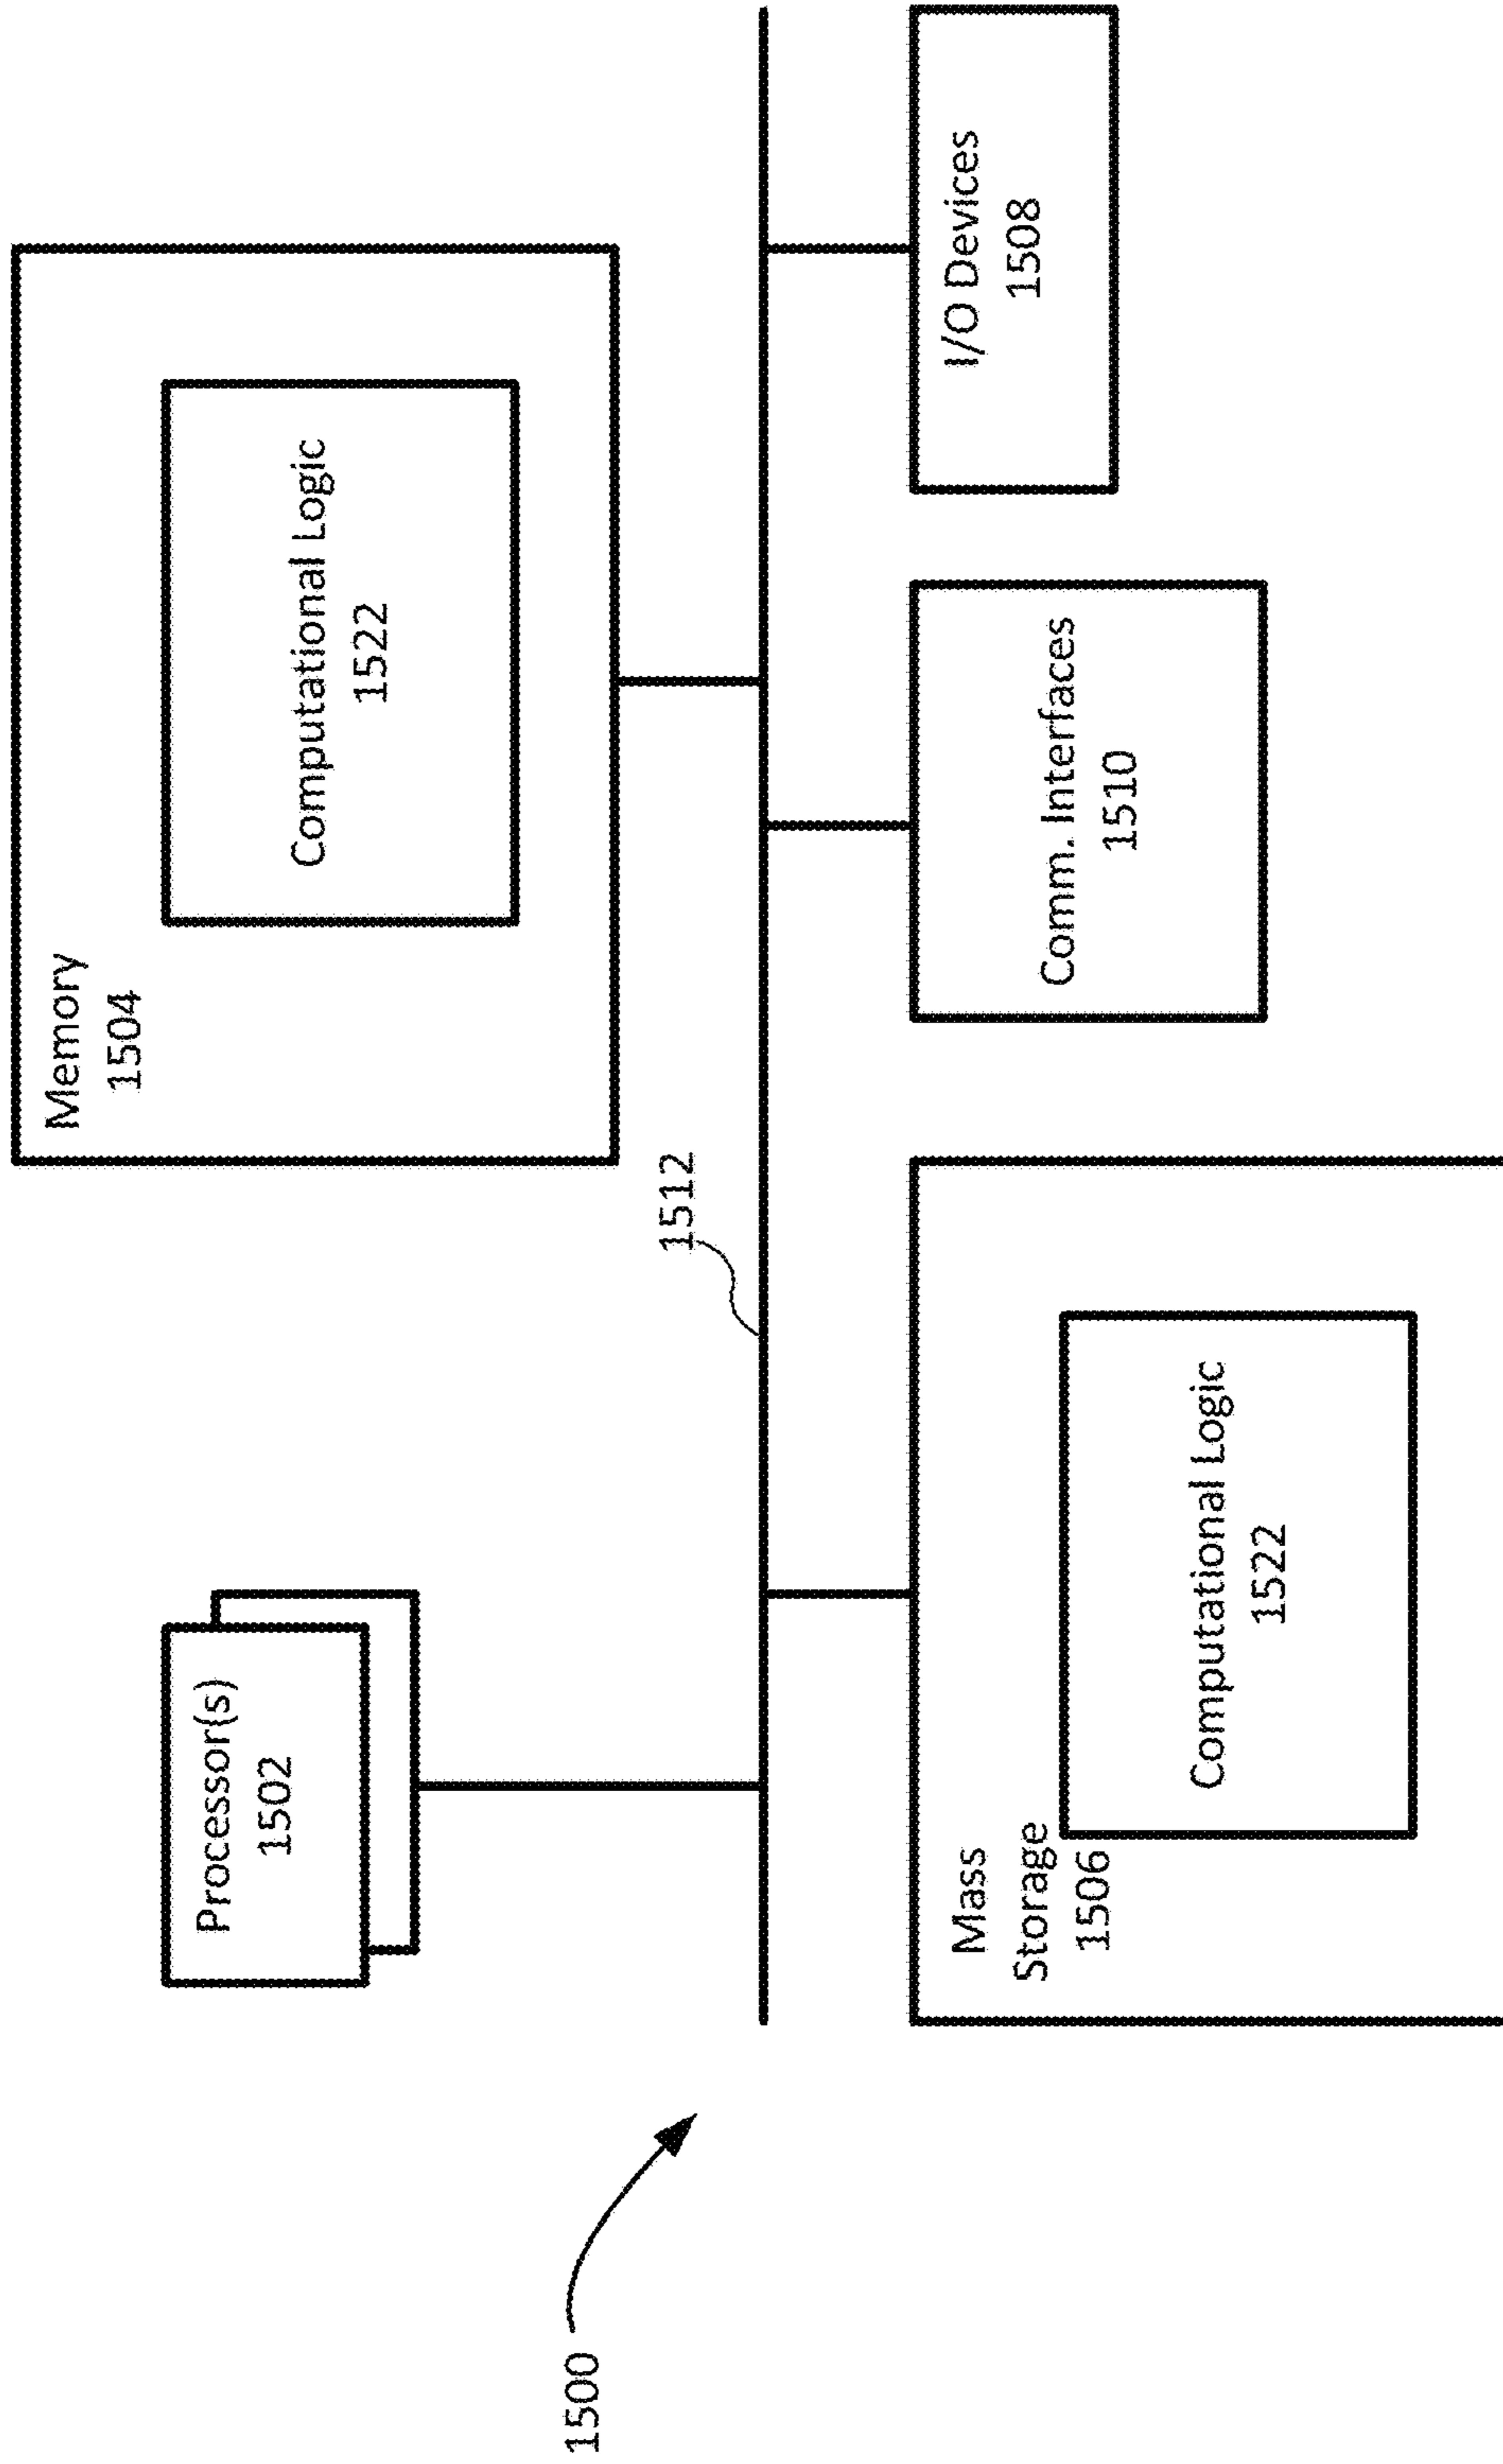 Processor(s)
1502
Memory
1504
Computational Logic
1522
1512
1500
Mass
Storage
1506
Computational Logic
1522
Comm. Interfaces
1510
I/O Devices
1508